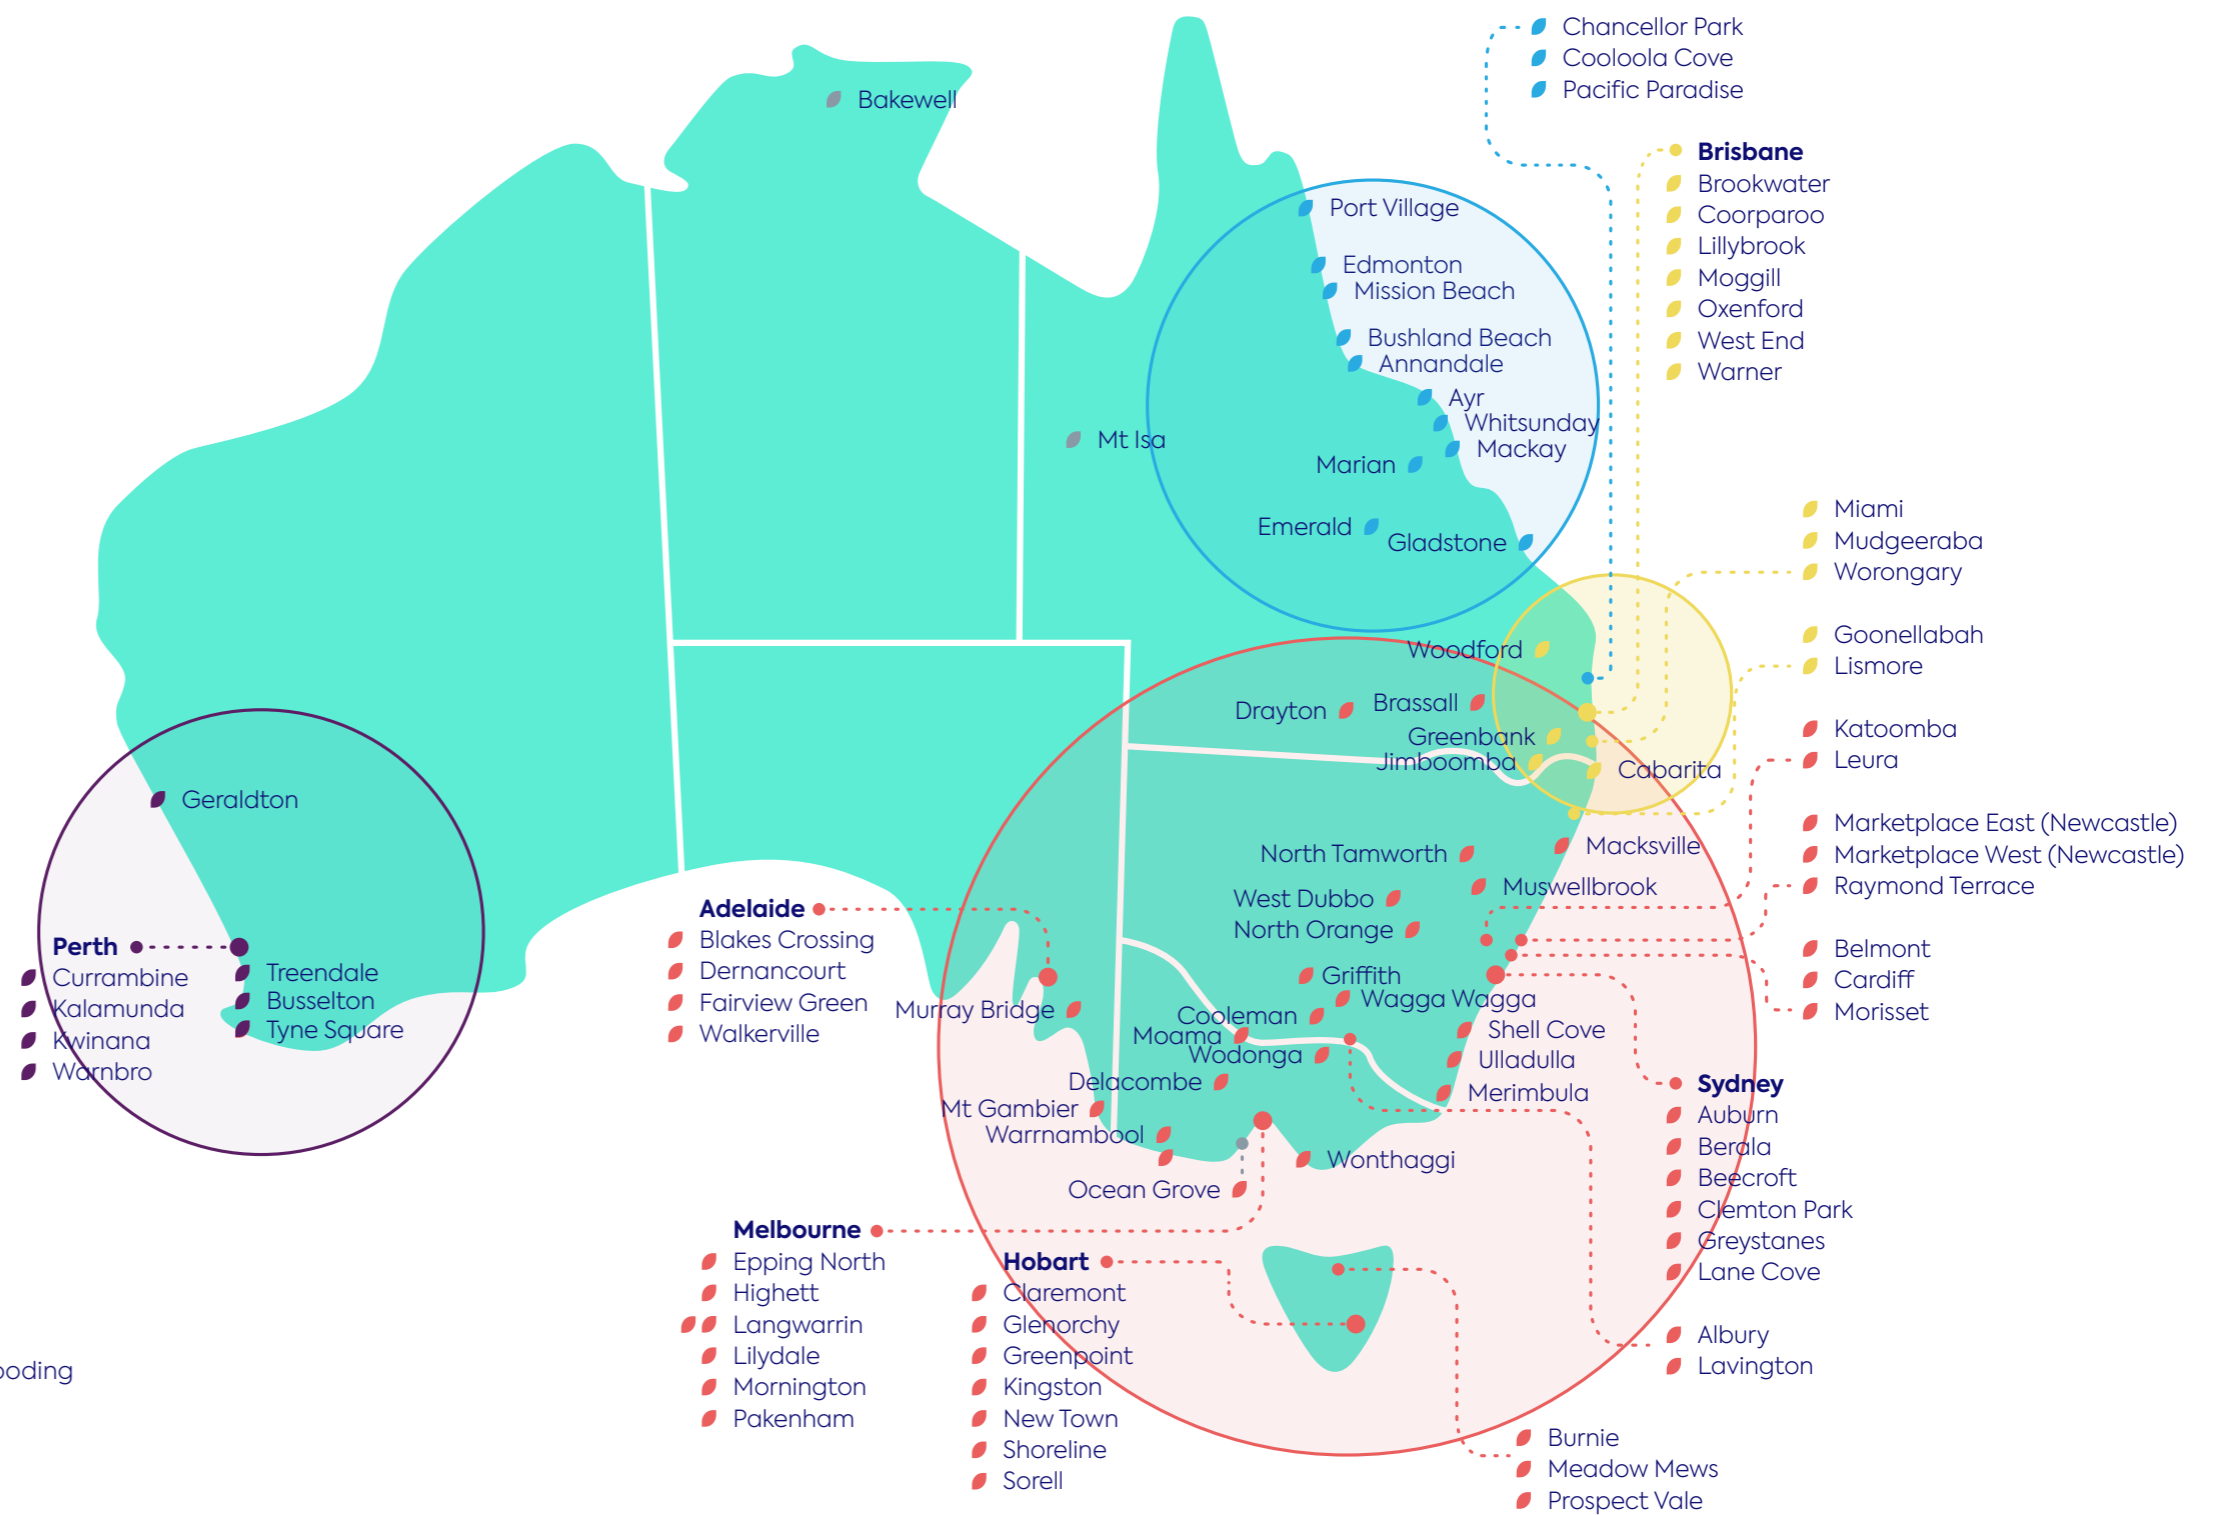 Chancellor Park
Cooloola Cove
Pacific Paradise
Bakewell
Brisbane
Brookwater
Coorparoo
Lillybrook
Moggill
Oxenford
West End
Warner
Port Village
Edmonton
Mission Beach
Bushland Beach
Annandale
Ayr
Whitsunday
Mackay
Marian
Mt Isa
Emerald
Gladstone
Miami
Mudgeeraba
Worongary
Goonellabah
Lismore
Woodford
Drayton
Brassall
Greenbank
Jimboomba
Cabarita
Katoomba
Leura
Geraldton
Marketplace East (Newcastle)
Marketplace West (Newcastle)
Raymond Terrace
North Tamworth
Macksville
Muswellbrook
West Dubbo
North Orange
Griffith
Wagga Wagga
Cooleman
Moama
Wodonga
Shell Cove
Ulladulla
Merimbula
Belmont
Cardiff
Morisset
Adelaide
Blakes Crossing
Dernancourt
Fairview Green
Walkerville
Murray Bridge
Perth
Currambine
Kalamunda
Kwinana
Warnbro
Treendale
Busselton
Tyne Square
Delacombe
Mt Gambier
Warrnambool
Wonthaggi
Ocean Grove
Sydney
Auburn
Berala
Beecroft
Clemton Park
Greystanes
Lane Cove
Melbourne
Epping North
Highett
Langwarrin
Lilydale
Mornington
Pakenham
Hobart
Claremont
Glenorchy
Greenpoint
Kingston
New Town
Shoreline
Sorell
Albury
Lavington
Burnie
Meadow Mews
Prospect Vale